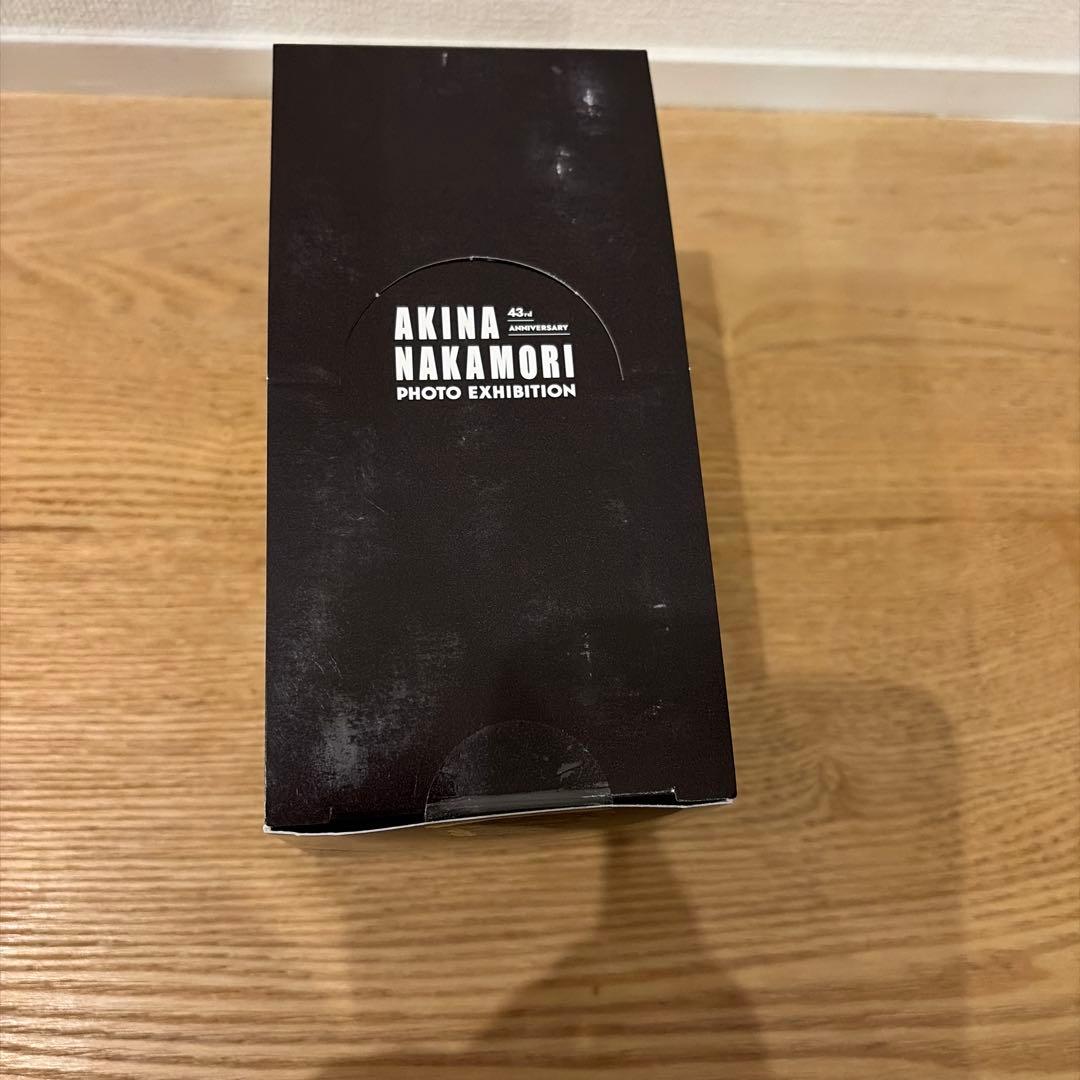 AKINA 43rd
ANNIVERSARY
NAKAMORI
PHOTO EXHIBITION